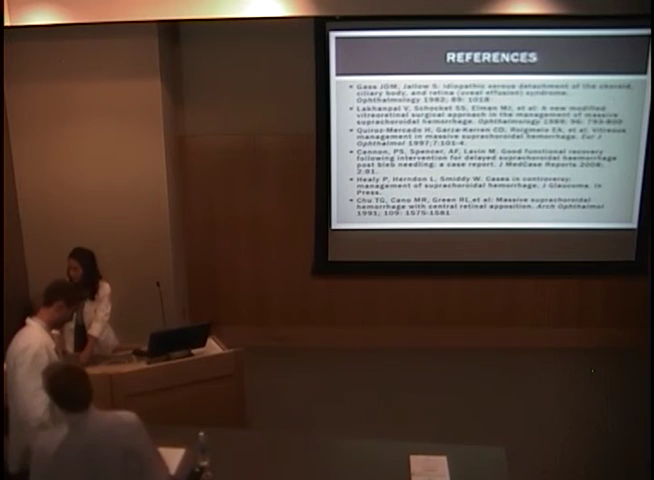 REFERENCES
• Gass JDM, Jallow S: Idiopathic serous detachment of the choroid,
ciliary body, and retina (uveal effusion) syndrome.
Ophthalmology 1982; 89: 1018
• Lakhanpal V, Schocket SS, Elman MJ, et al: A new modified
vitreoretinal surgical approach in the management of massive
suprachoroidal hemorrhage. Ophthalmology 1989; 96: 793-800
• Quiroz-Mercado H, Garza-Karren CD, Roigmelo EA, et al: Vitreous
management in massive suprachoroidal hemorrhage. Eur J
Ophthalmol 1997;7:101-4.
• Cannon, PS, Spencer, AF, Lavin M. Good functional recovery
following intervention for delayed suprachoroidal haemorrhage
post bleb needling: a case report. J MedCase Reports 2008;
2:81.
• Healy P, Herndon L, Smiddy W. Cases in controversy:
management of suprachoroidal hemorrhage. J Glaucoma. In
Press.
• Chu TG, Cano MR, Green RL,et al: Massive suprachoroidal
hemorrhage with central retinal apposition. Arch Ophthalmol
1991; 109: 1575-1581